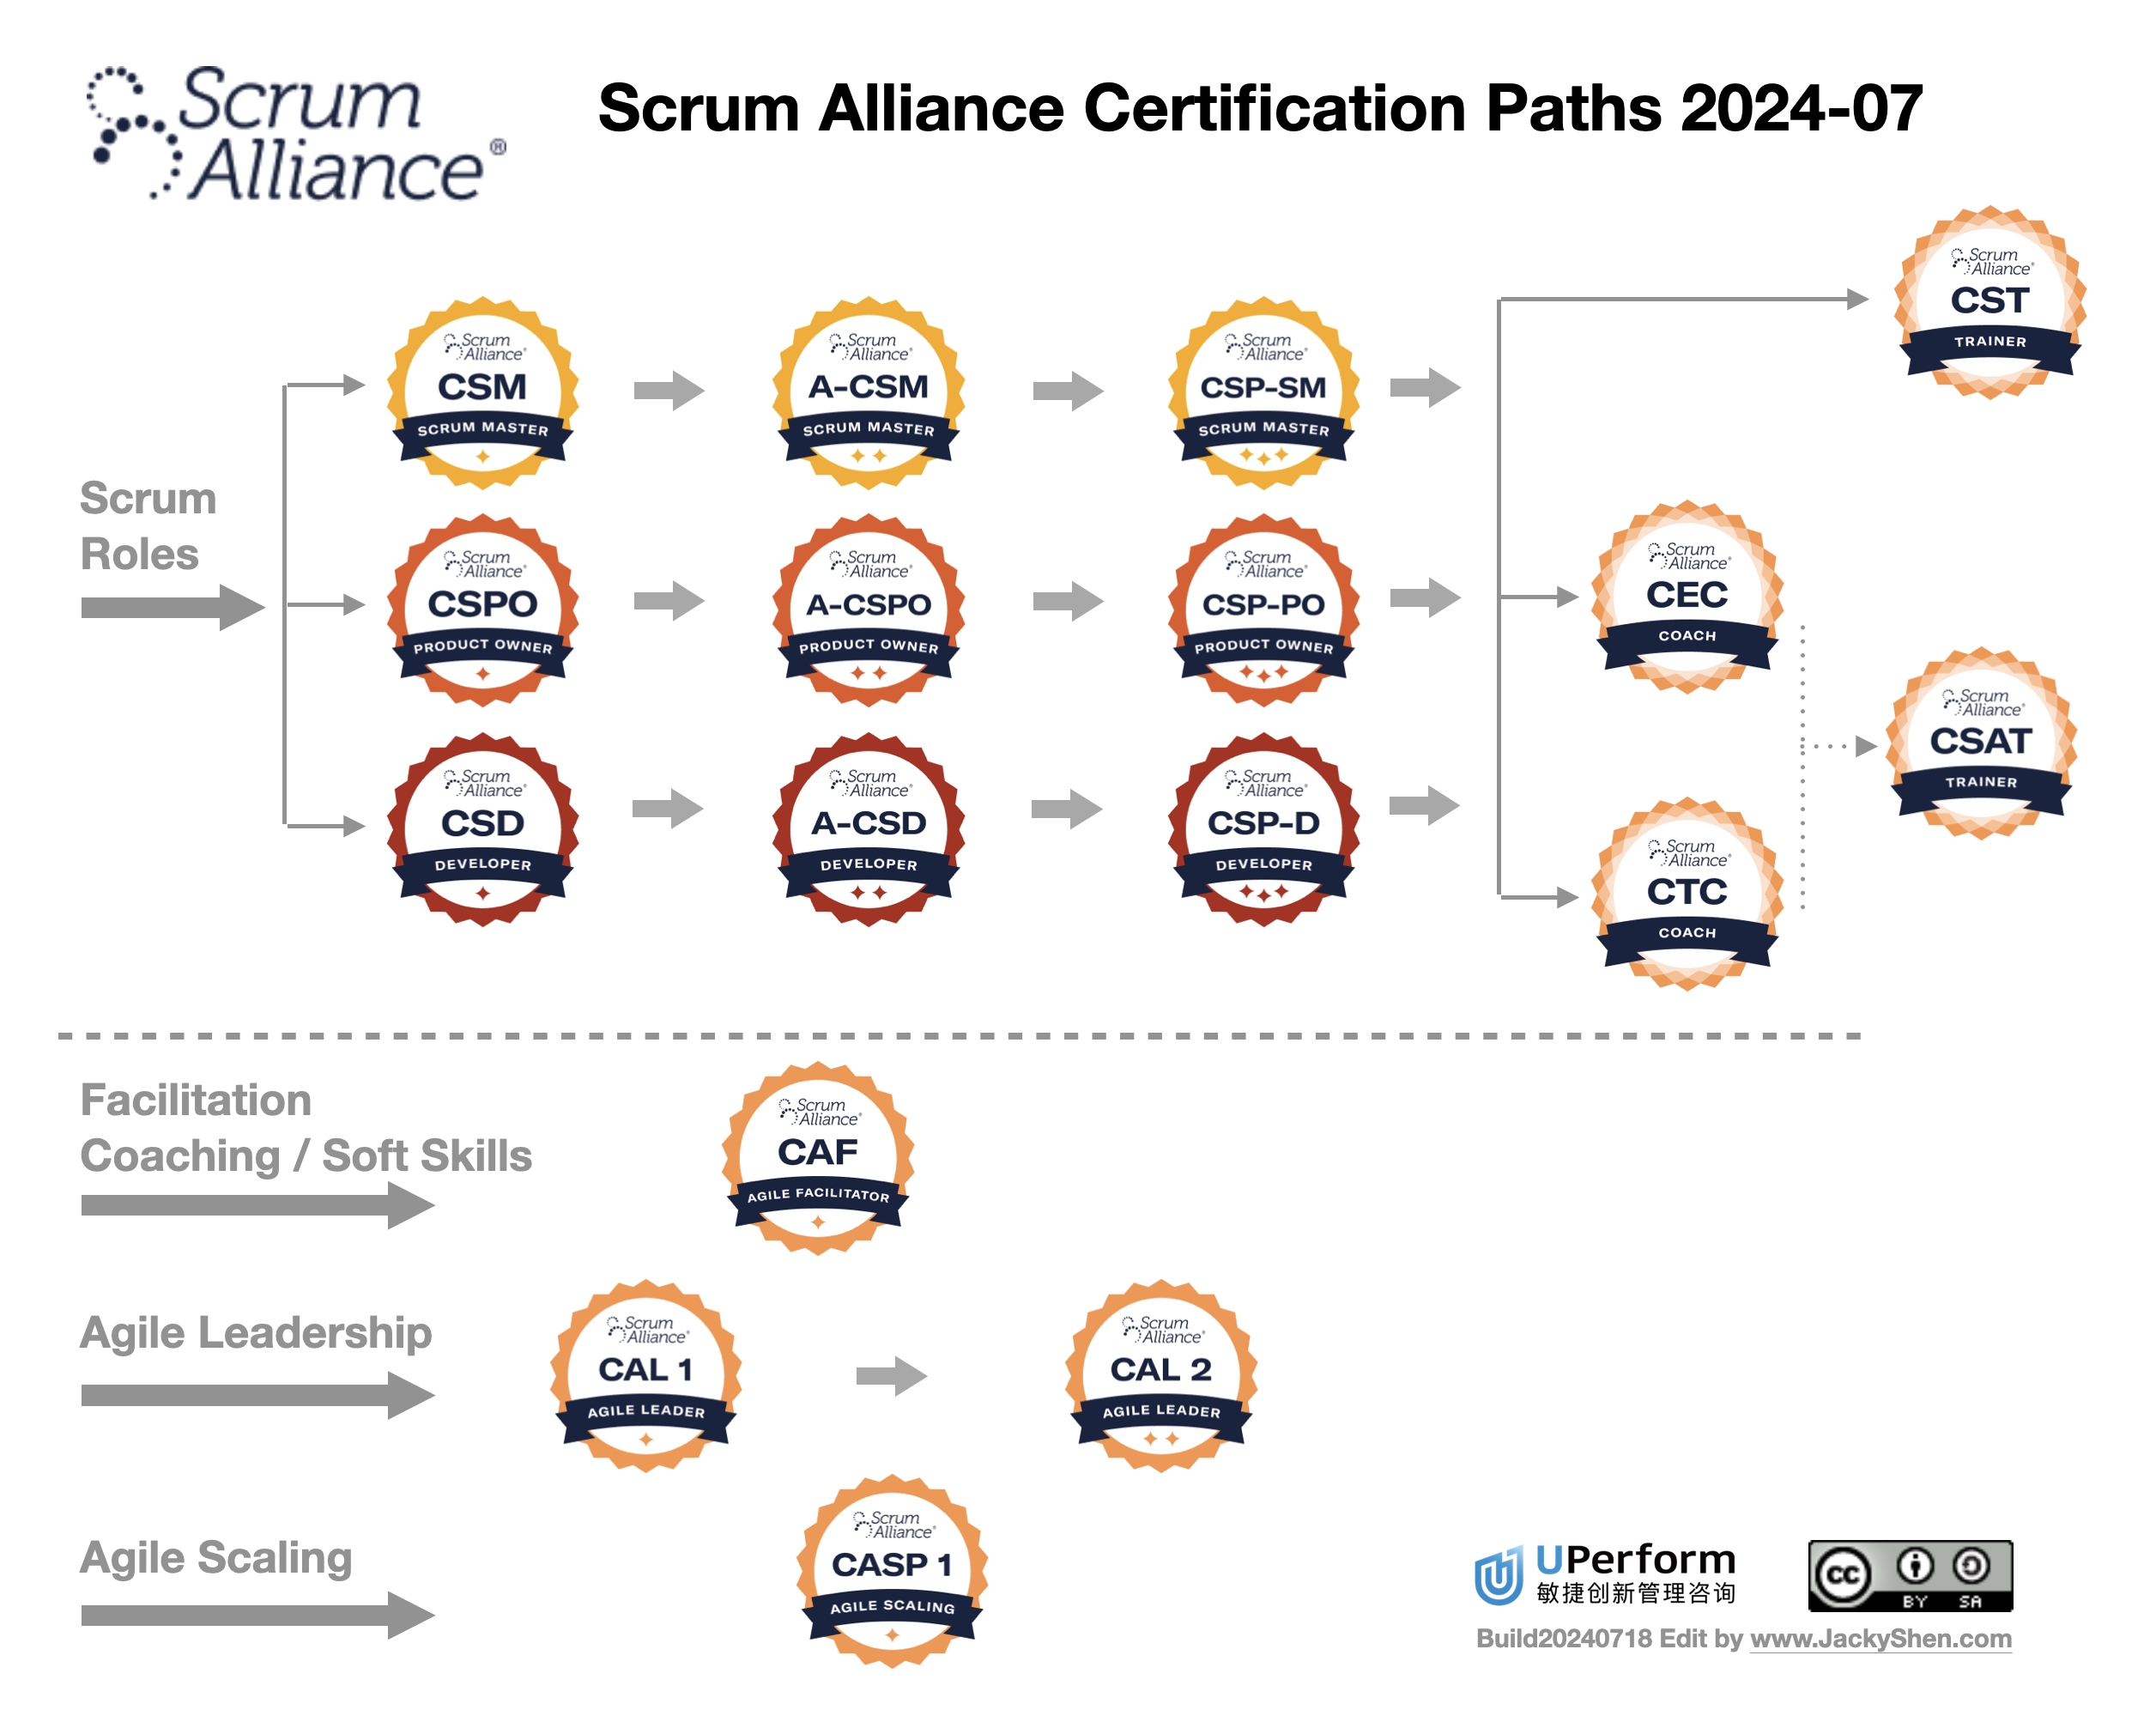 Scrum
Alliance®
Scrum Alliance Certification Paths 2024-07
Scrum
Alliance®
CST
TRAINER
Scrum
Alliance®
CSM
SCRUM MASTER
Scrum
Alliance®
A-CSM
SCRUM MASTER
Scrum
Alliance®
CSP-SM
SCRUM MASTER
Scrum
Roles
Scrum
Alliance®
CSPO
PRODUCT OWNER
Scrum
Alliance®
A-CSPO
PRODUCT OWNER
Scrum
Alliance®
CSP-PO
PRODUCT OWNER
Scrum
Alliance®
CEC
COACH
Scrum
Alliance®
CSAT
TRAINER
Scrum
Alliance®
CSD
DEVELOPER
Scrum
Alliance®
A-CSD
DEVELOPER
Scrum
Alliance®
CSP-D
DEVELOPER
Scrum
Alliance®
CTC
COACH
Facilitation
Coaching / Soft Skills
Scrum
Alliance®
CAF
AGILE FACILITATOR
Agile Leadership
Scrum
Alliance®
CAL 1
AGILE LEADER
Scrum
Alliance®
CAL 2
AGILE LEADER
Agile Scaling
Scrum
Alliance®
CASP 1
AGILE SCALING
UPerform
敏捷创新管理咨询
cc
BY SA
Build20240718 Edit by www.JackyShen.com